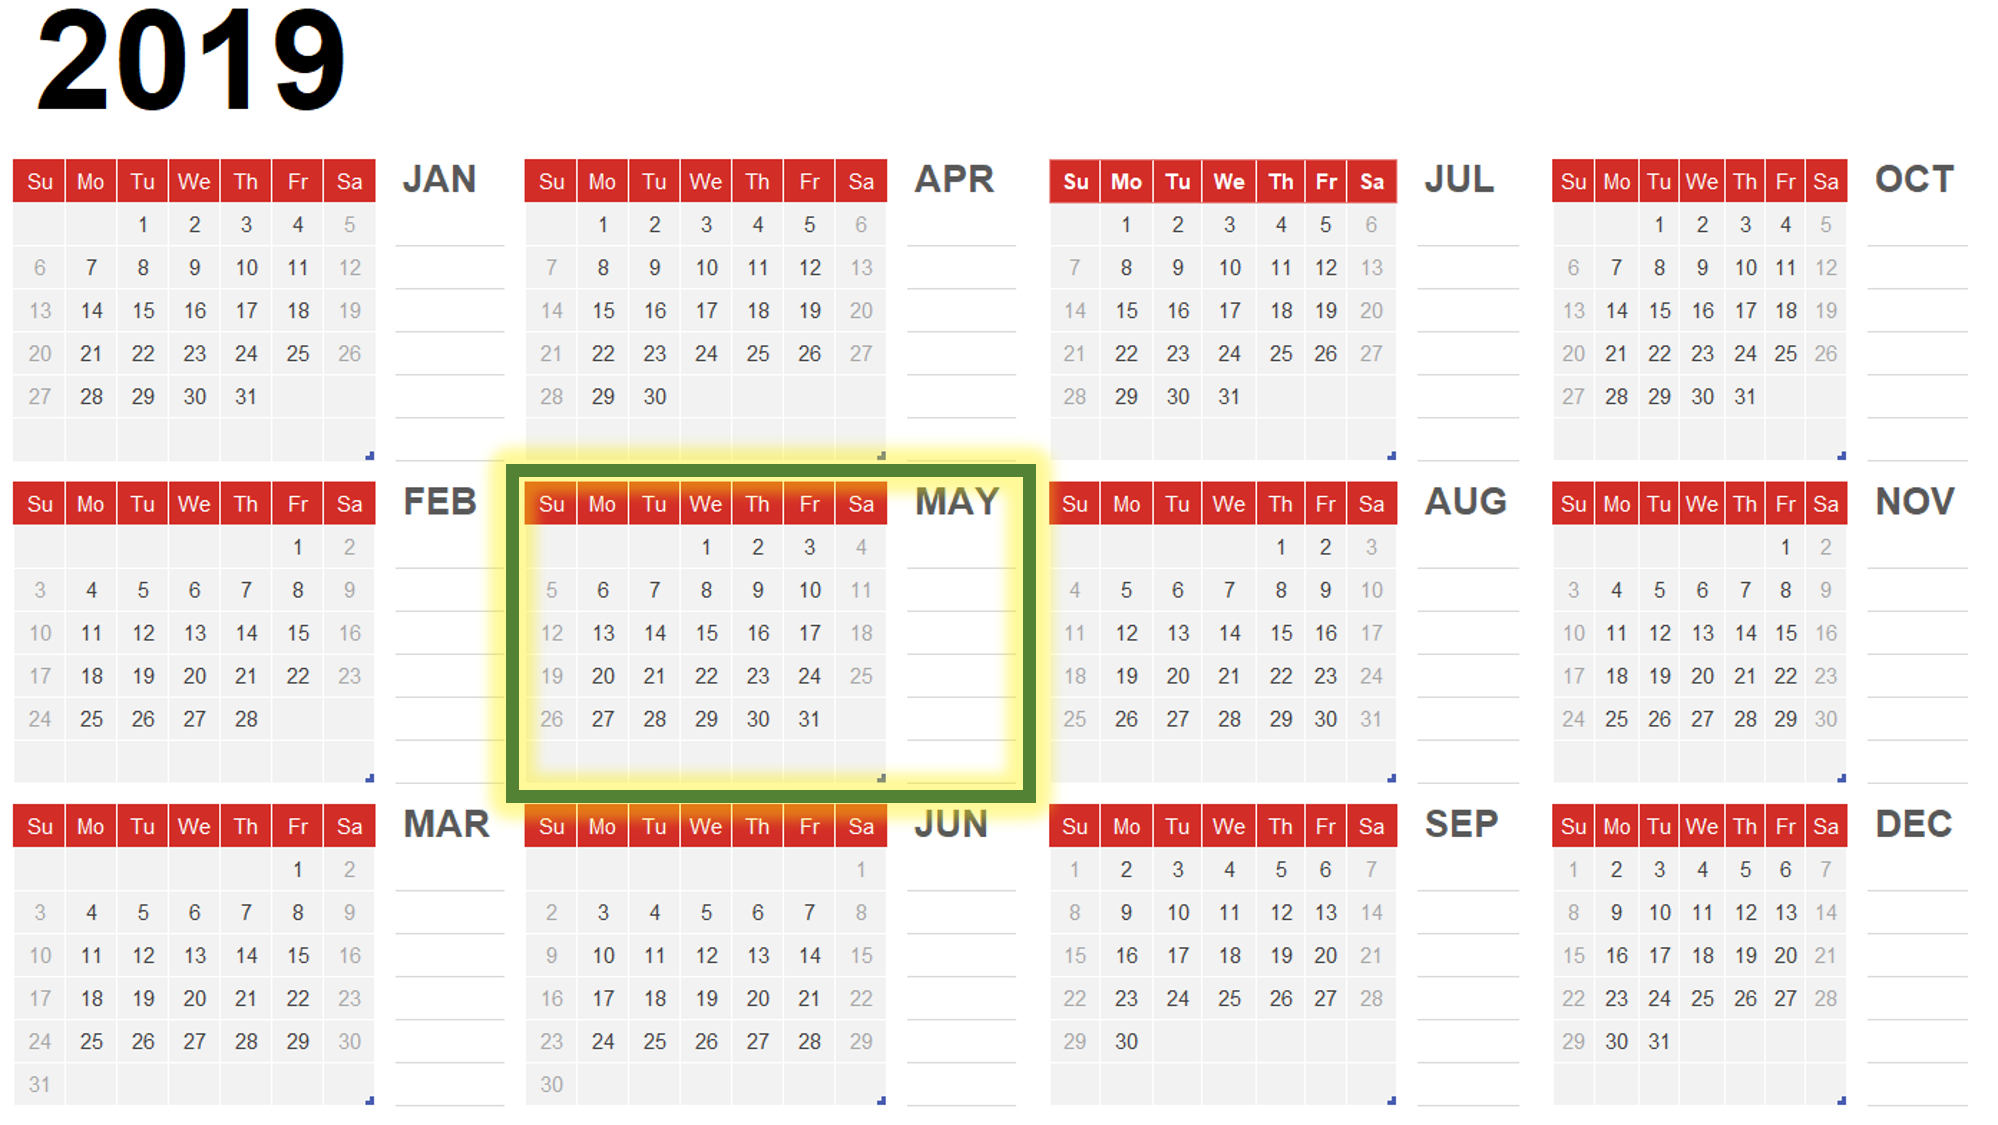 2019
Su Mo Tu We Th Fr Sa JAN
1 2 3 4 5
6 7 8 9 10 11 12
13 14 15 16 17 18 19
20 21 22 23 24 25 26
27 28 29 30 31
Su Mo Tu We Th Fr Sa FEB
1 2
3 4 5 6 7 8 9
10 11 12 13 14 15 16
17 18 19 20 21 22 23
24 25 26 27 28
Su Mo Tu We Th Fr Sa MAR
1 2
3 4 5 6 7 8 9
10 11 12 13 14 15 16
17 18 19 20 21 22 23
24 25 26 27 28 29 30
31
Su Mo Tu We Th Fr Sa APR
1 2 3 4 5 6
7 8 9 10 11 12 13
14 15 16 17 18 19 20
21 22 23 24 25 26 27
28 29 30
Su Mo Tu We Th Fr Sa MAY
1 2 3 4
5 6 7 8 9 10 11
12 13 14 15 16 17 18
19 20 21 22 23 24 25
26 27 28 29 30 31
Su Mo Tu We Th Fr Sa JUN
1
2 3 4 5 6 7 8
9 10 11 12 13 14 15
16 17 18 19 20 21 22
23 24 25 26 27 28 29
30
Su Mo Tu We Th Fr Sa JUL
1 2 3 4 5 6
7 8 9 10 11 12 13
14 15 16 17 18 19 20
21 22 23 24 25 26 27
28 29 30 31
Su Mo Tu We Th Fr Sa AUG
1 2 3
4 5 6 7 8 9 10
11 12 13 14 15 16 17
18 19 20 21 22 23 24
25 26 27 28 29 30 31
Su Mo Tu We Th Fr Sa SEP
1 2 3 4 5 6 7
8 9 10 11 12 13 14
15 16 17 18 19 20 21
22 23 24 25 26 27 28
29 30
Su Mo Tu We Th Fr Sa OCT
1 2 3 4 5
6 7 8 9 10 11 12
13 14 15 16 17 18 19
20 21 22 23 24 25 26
27 28 29 30 31
Su Mo Tu We Th Fr Sa NOV
1 2
3 4 5 6 7 8 9
10 11 12 13 14 15 16
17 18 19 20 21 22 23
24 25 26 27 28 29 30
Su Mo Tu We Th Fr Sa DEC
1 2 3 4 5 6 7
8 9 10 11 12 13 14
15 16 17 18 19 20 21
22 23 24 25 26 27 28
29 30 31